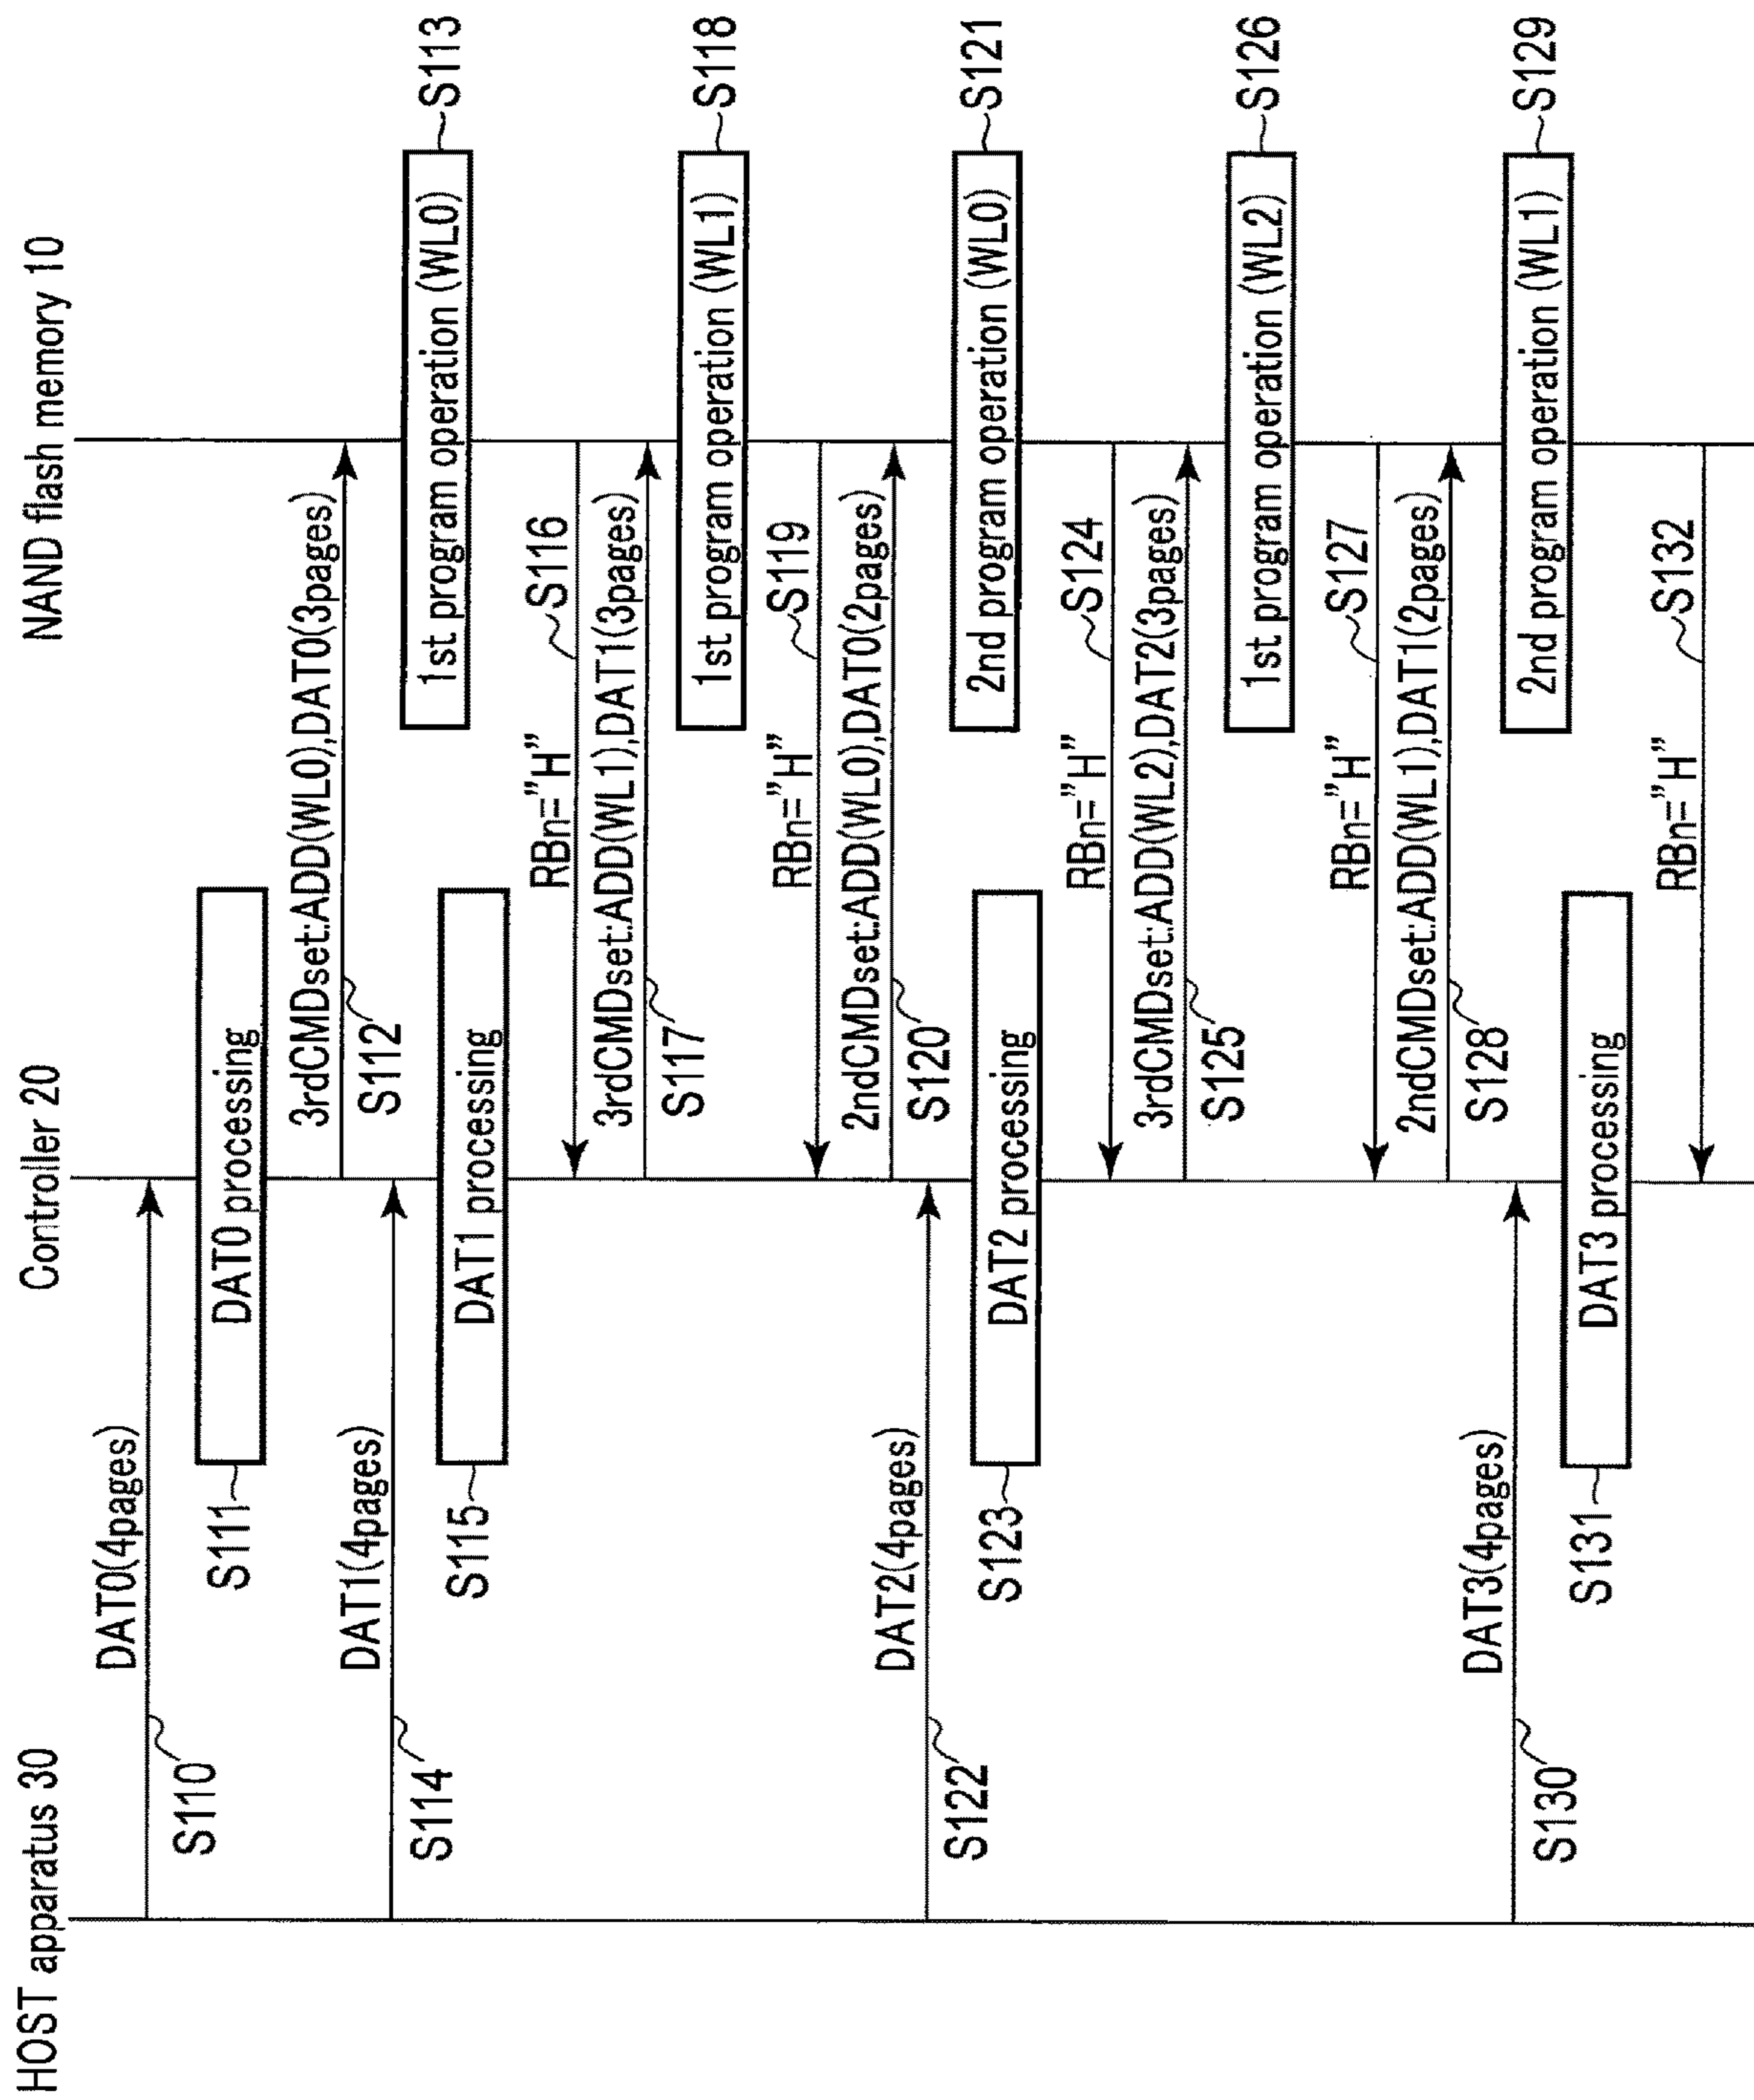 HOST apparatus 30
Controller 20
NAND flash memory 10
DAT0(4pages)
S110
S111
DAT0 processing
3rdCMDset:ADD(WL0),DAT0(3pages)
S112
1st program operation (WL0)
S113
DAT1(4pages)
S114
S115
DAT1 processing
RBn="H"
S116
3rdCMDset:ADD(WL1),DAT1(3pages)
S117
1st program operation (WL1)
S118
RBn="H"
S119
2ndCMDset:ADD(WL0),DAT0(2pages)
S120
2nd program operation (WL0)
S121
DAT2(4pages)
S122
S123
DAT2 processing
RBn="H"
S124
3rdCMDset:ADD(WL2),DAT2(3pages)
S125
1st program operation (WL2)
S126
RBn="H"
S127
2ndCMDset:ADD(WL1),DAT1(2pages)
S128
2nd program operation (WL1)
S129
DAT3(4pages)
S130
S131
DAT3 processing
RBn="H"
S132